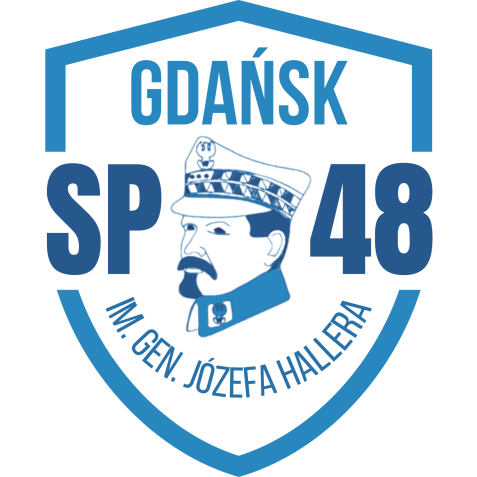 GDAŃSK
SP 48
IM. GEN. JÓZEFA HALLERA